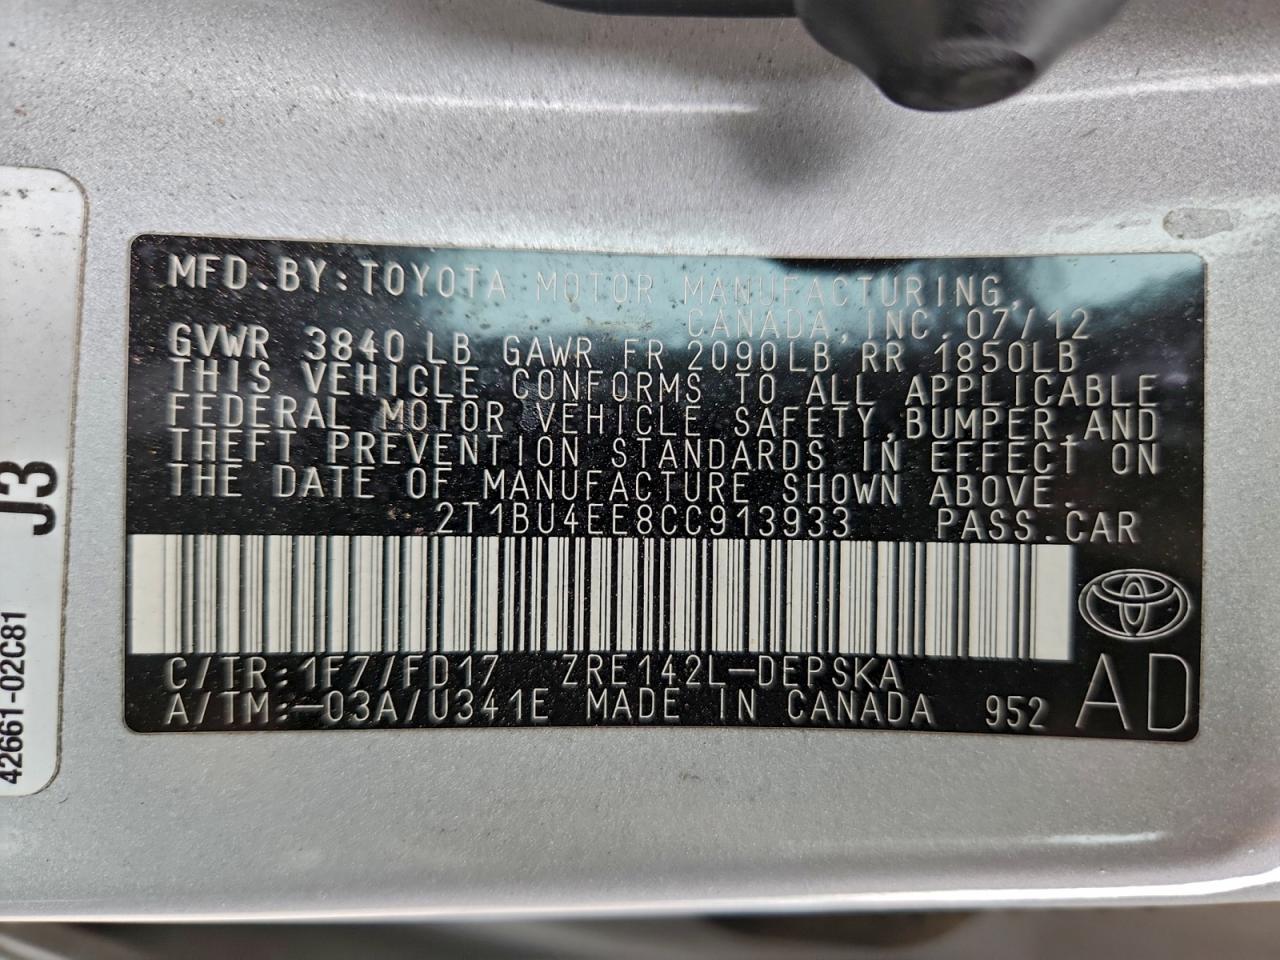 MFD.BY:TOYOTA MOTOR MANUFACTURING,
CANADA,INC.07/12
GVWR 3840LB GAWR FR 2090LB RR 1850LB
THIS VEHICLE CONFORMS TO ALL APPLICABLE
FEDERAL MOTOR VEHICLE SAFETY,BUMPER,AND
THEFT PREVENTION STANDARDS IN EFFECT ON
THE DATE OF MANUFACTURE SHOWN ABOVE.
2T1BU4EE8CC913933 PASS.CAR
C/TR:1F7/FD17 ZRE142L-DEPSKA
A/TM:-03A/U341E MADE IN CANADA 952 AD
J3
42661-02C81